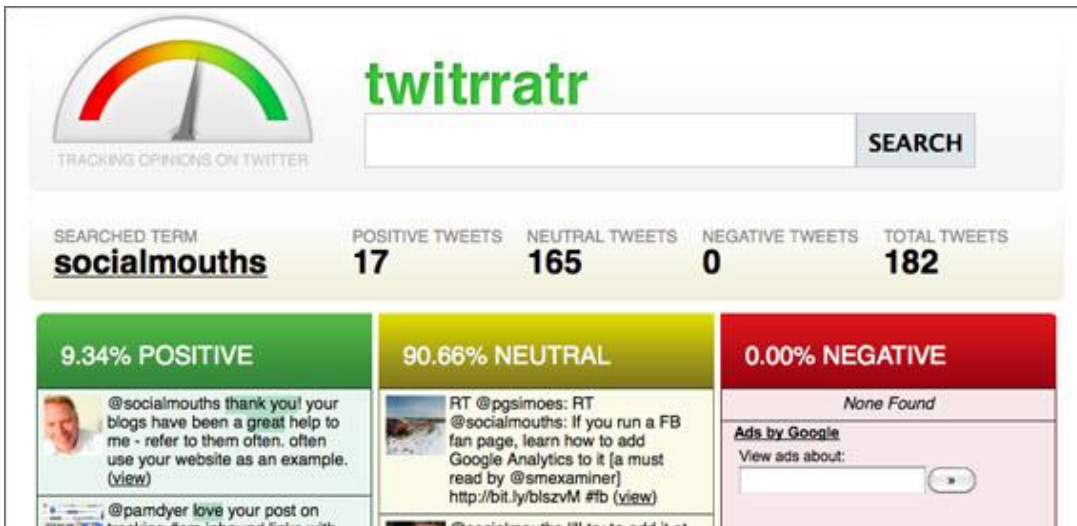 twitrratr
TRACKING OPINIONS ON TWITTER
SEARCH
SEARCHED TERM
socialmouths
POSITIVE TWEETS
17
NEUTRAL TWEETS
165
NEGATIVE TWEETS
0
TOTAL TWEETS
182
9.34% POSITIVE
@socialmouths thank you! your
blogs have been a great help to
me - refer to them often. often
use your website as an example.
(view)
@pamdyer love your post on
90.66% NEUTRAL
RT @pgsimoes: RT
@socialmouths: If you run a FB
fan page, learn how to add
Google Analytics to it [a must
read by @smexaminer]
http://bit.ly/blszvM #fb (view)
0.00% NEGATIVE
None Found
Ads by Google
View ads about:
»